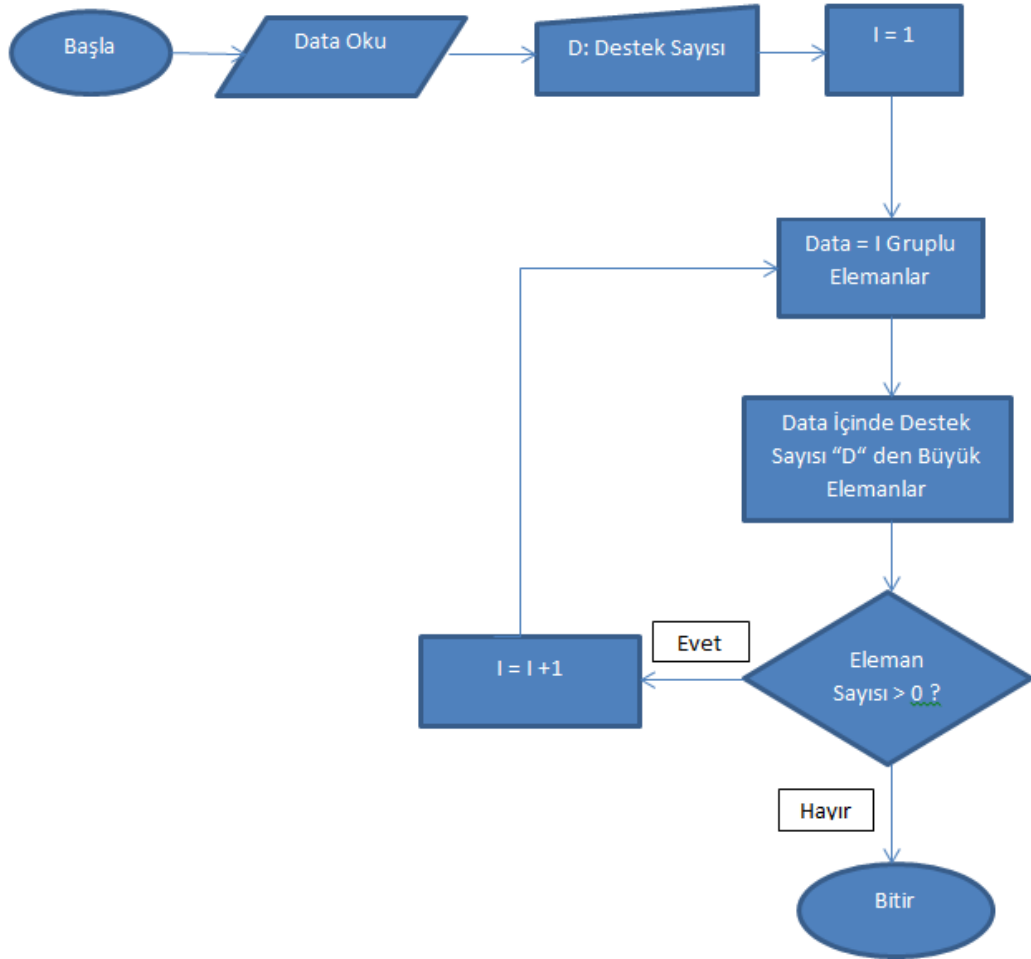 Başla
Data Oku
D: Destek Sayısı
I = 1
Data = I Gruplu
Elemanlar
Data İçinde Destek
Sayısı “D“ den Büyük
Elemanlar
Eleman
Sayısı > 0 ?
Evet
I = I +1
Hayır
Bitir